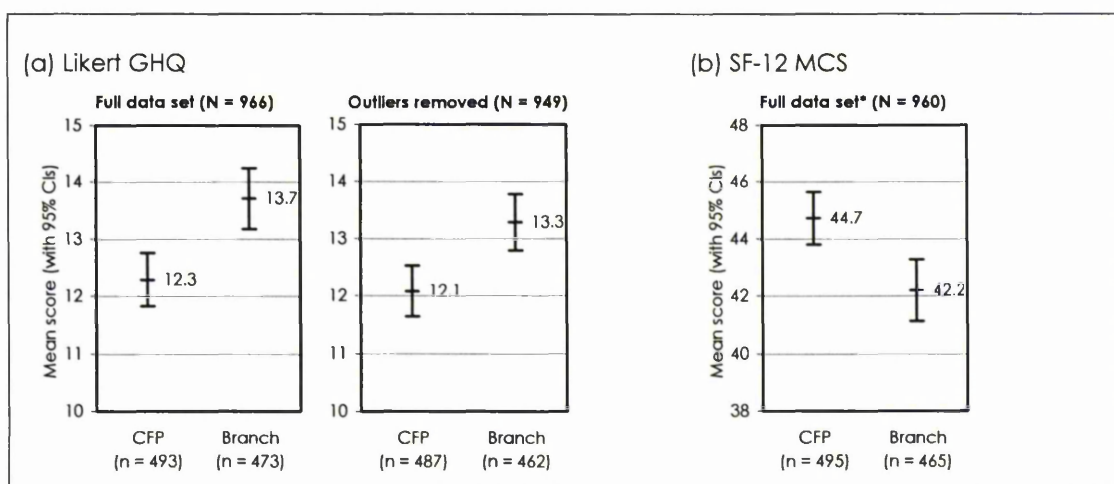 (a) Likert GHQ
Full data set (N = 966)
Mean score (with 95% CIs)
15
14
13
12
11
10
12.3
13.7
CFP
(n = 493)
Branch
(n = 473)
Outliers removed (N = 949)
15
14
13
12
11
10
12.1
13.3
CFP
(n = 487)
Branch
(n = 462)
(b) SF-12 MCS
Full data set* (N = 960)
Mean score (with 95% CIs)
48
46
44
42
40
38
44.7
42.2
CFP
(n = 495)
Branch
(n = 465)